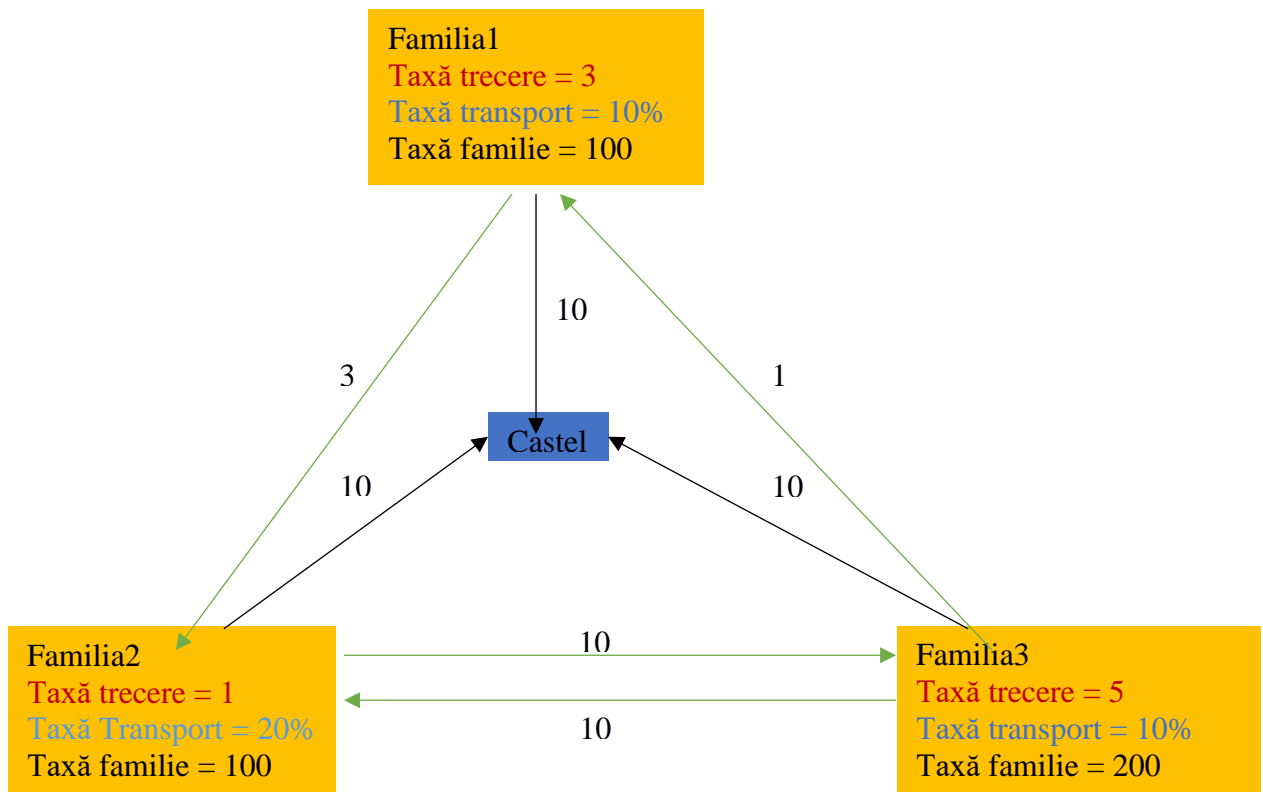 Familia1
Taxă trecere = 3
Taxă transport = 10%
Taxă familie = 100
10
3
1
Castel
10
10
10
Familia2
Taxă trecere = 1
Taxă Transport = 20%
Taxă familie = 100
10
Familia3
Taxă trecere = 5
Taxă transport = 10%
Taxă familie = 200